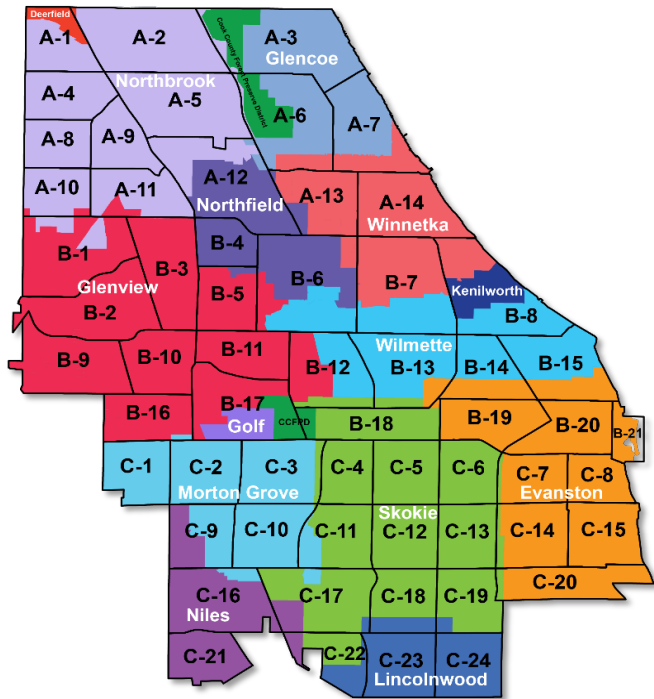 Deerfield
A-1
A-2
A-3
Glencoe
Cook County Forest Preserve District
Northbrook
A-4
A-5
A-6
A-7
A-8
A-9
A-10
A-11
A-12
Northfield
A-13
A-14
Winnetka
B-1
B-3
B-4
B-6
B-7
Kenilworth
Glenview
B-2
B-5
B-8
Wilmette
B-9
B-10
B-11
B-12
B-13
B-14
B-15
B-16
B-17
Golf
CCFPD
B-18
B-19
B-20
B-21
C-1
C-2
C-3
C-4
C-5
C-6
C-7
C-8
Morton Grove
Evanston
Skokie
C-9
C-10
C-11
C-12
C-13
C-14
C-15
C-16
Niles
C-17
C-18
C-19
C-20
C-21
C-22
C-23
C-24
Lincolnwood